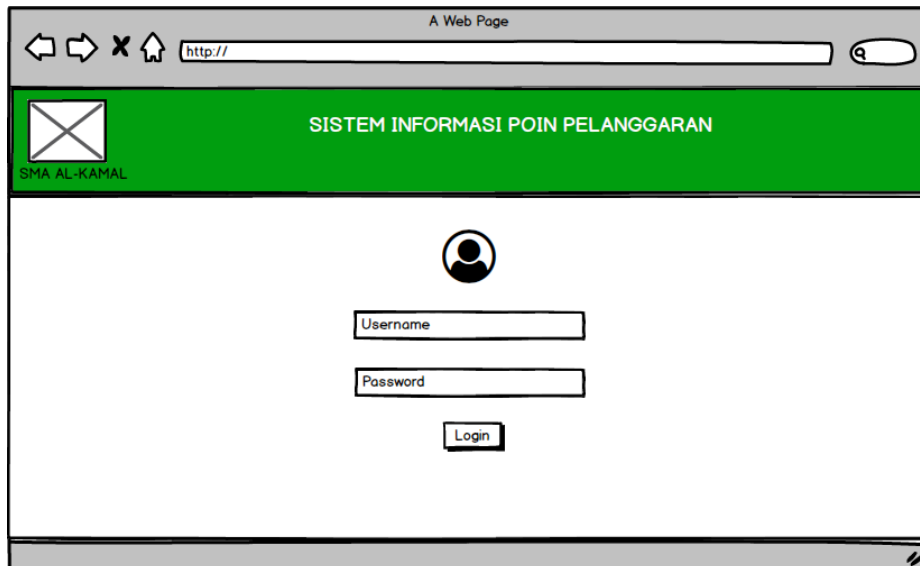 A Web Page
http://
SISTEM INFORMASI POIN PELANGGARAN
SMA AL-KAMAL
Username
Password
Login